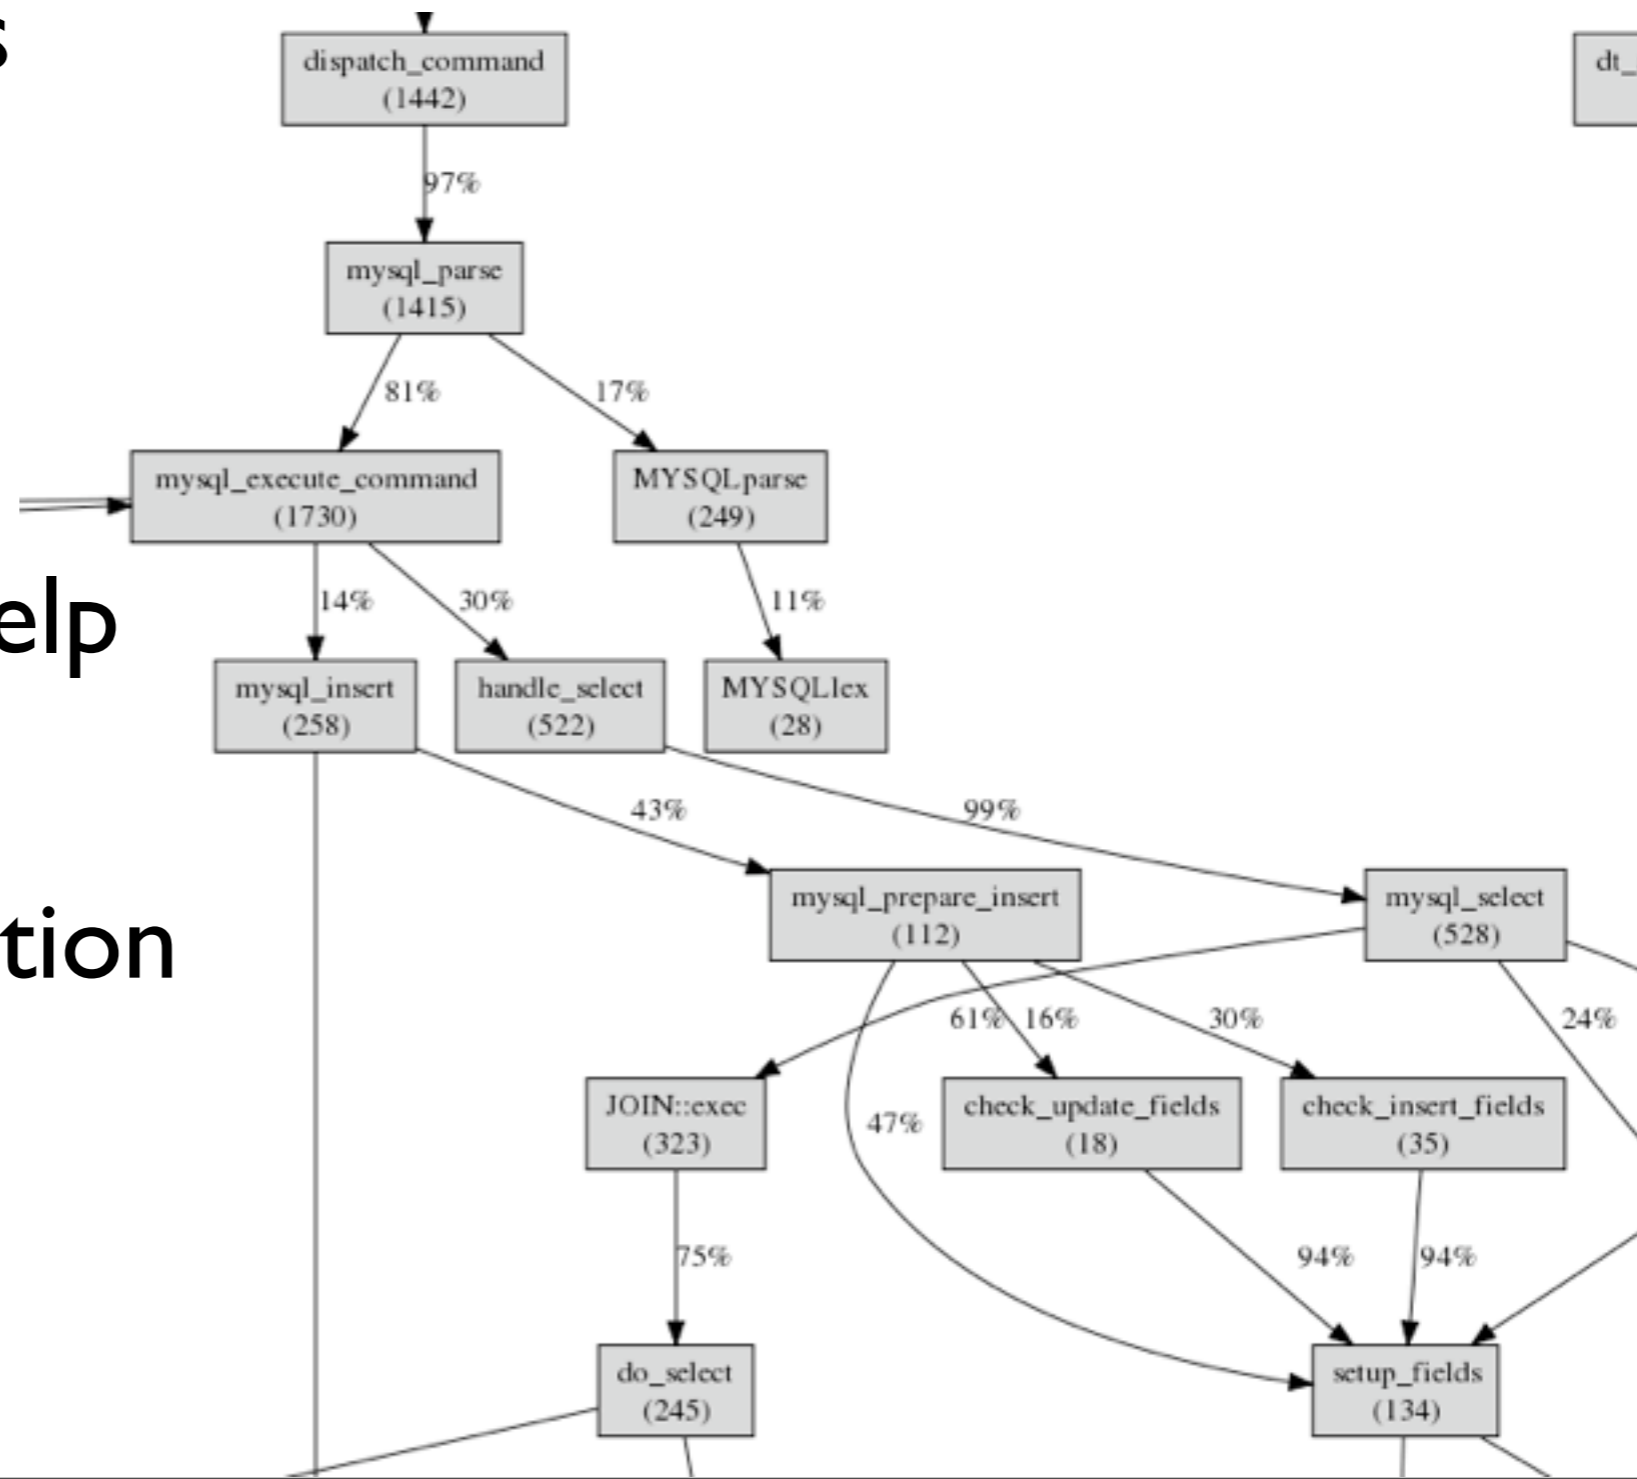 s
dispatch_command
(1442)
dt_
97%
mysql_parse
(1415)
81%
17%
mysql_execute_command
(1730)
MYSQLparse
(249)
14%
30%
11%
elp
mysql_insert
(258)
handle_select
(522)
MYSQLlex
(28)
43%
99%
mysql_prepare_insert
(112)
mysql_select
(528)
tion
61%
16%
30%
24%
JOIN::exec
(323)
47%
check_update_fields
(18)
check_insert_fields
(35)
75%
94%
94%
do_select
(245)
setup_fields
(134)